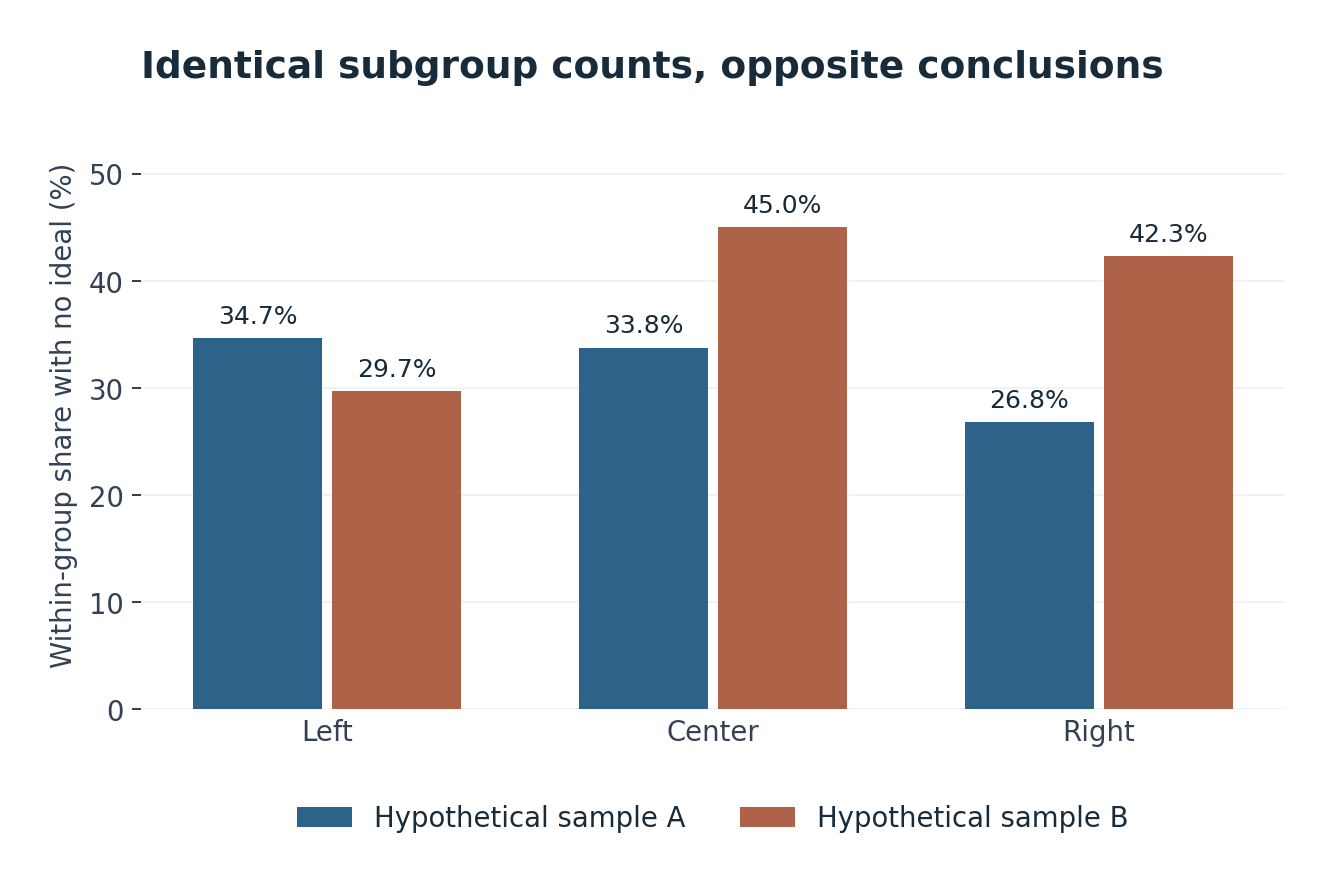 Identical subgroup counts, opposite conclusions
Within-group share with no ideal (%)
50
40
30
20
10
0
34.7%
29.7%
33.8%
45.0%
26.8%
42.3%
Left
Center
Right
Hypothetical sample A
Hypothetical sample B